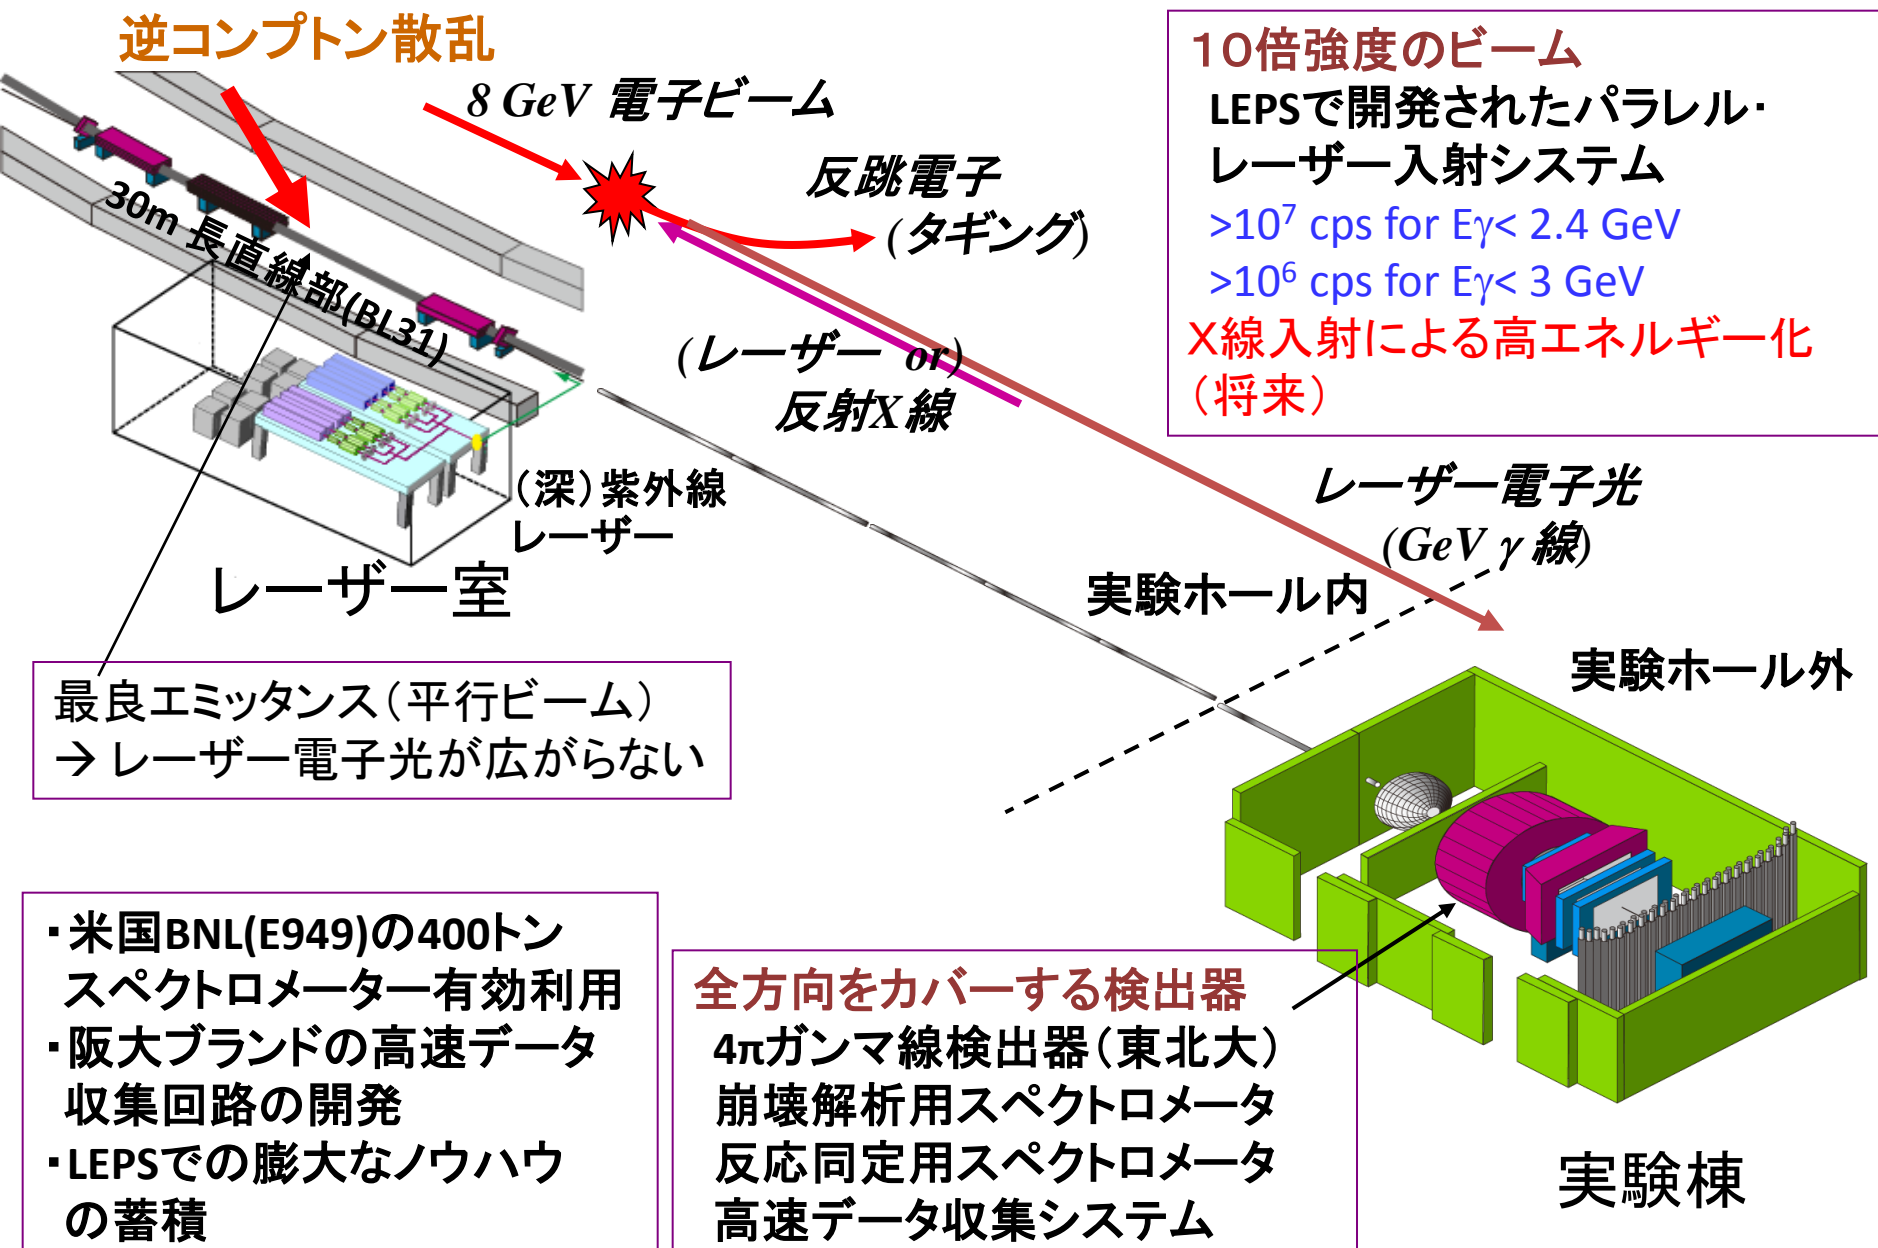 逆コンプトン散乱
8 GeV 電子ビーム
反跳電子
(タギング)
30m 長直線部(BL31)
(レーザー or)
反射X線
(深)紫外線
レーザー
レーザー室
10倍強度のビーム
LEPSで開発されたパラレル・
レーザー入射システム
>10⁷ cps for Eγ< 2.4 GeV
>10⁶ cps for Eγ< 3 GeV
X線入射による高エネルギー化
(将来)
レーザー電子光
(GeV γ 線)
実験ホール内
実験ホール外
最良エミッタンス(平行ビーム)
→レーザー電子光が広がらない
・米国BNL(E949)の400トン
スペクトロメーター有効利用
・阪大ブランドの高速データ
収集回路の開発
・LEPSでの膨大なノウハウ
の蓄積
全方向をカバーする検出器
4πガンマ線検出器(東北大)
崩壊解析用スペクトロメータ
反応同定用スペクトロメータ
高速データ収集システム
実験棟